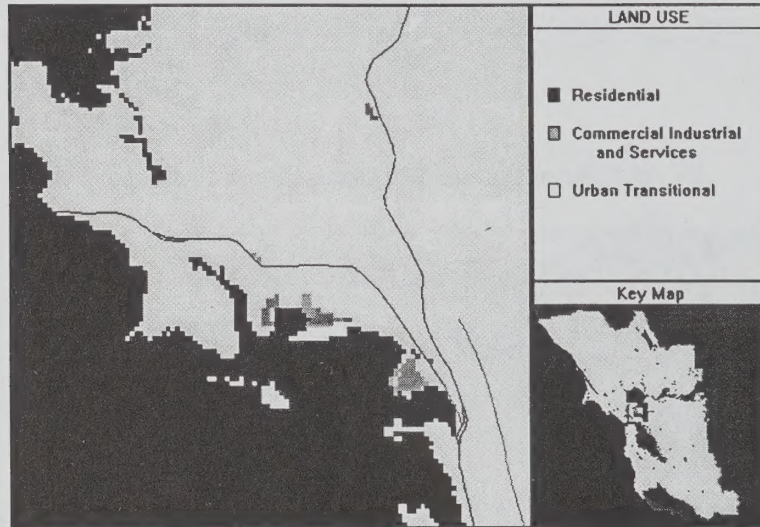 LAND USE
Residential
Commercial Industrial
and Services
Urban Transitional
Key Map